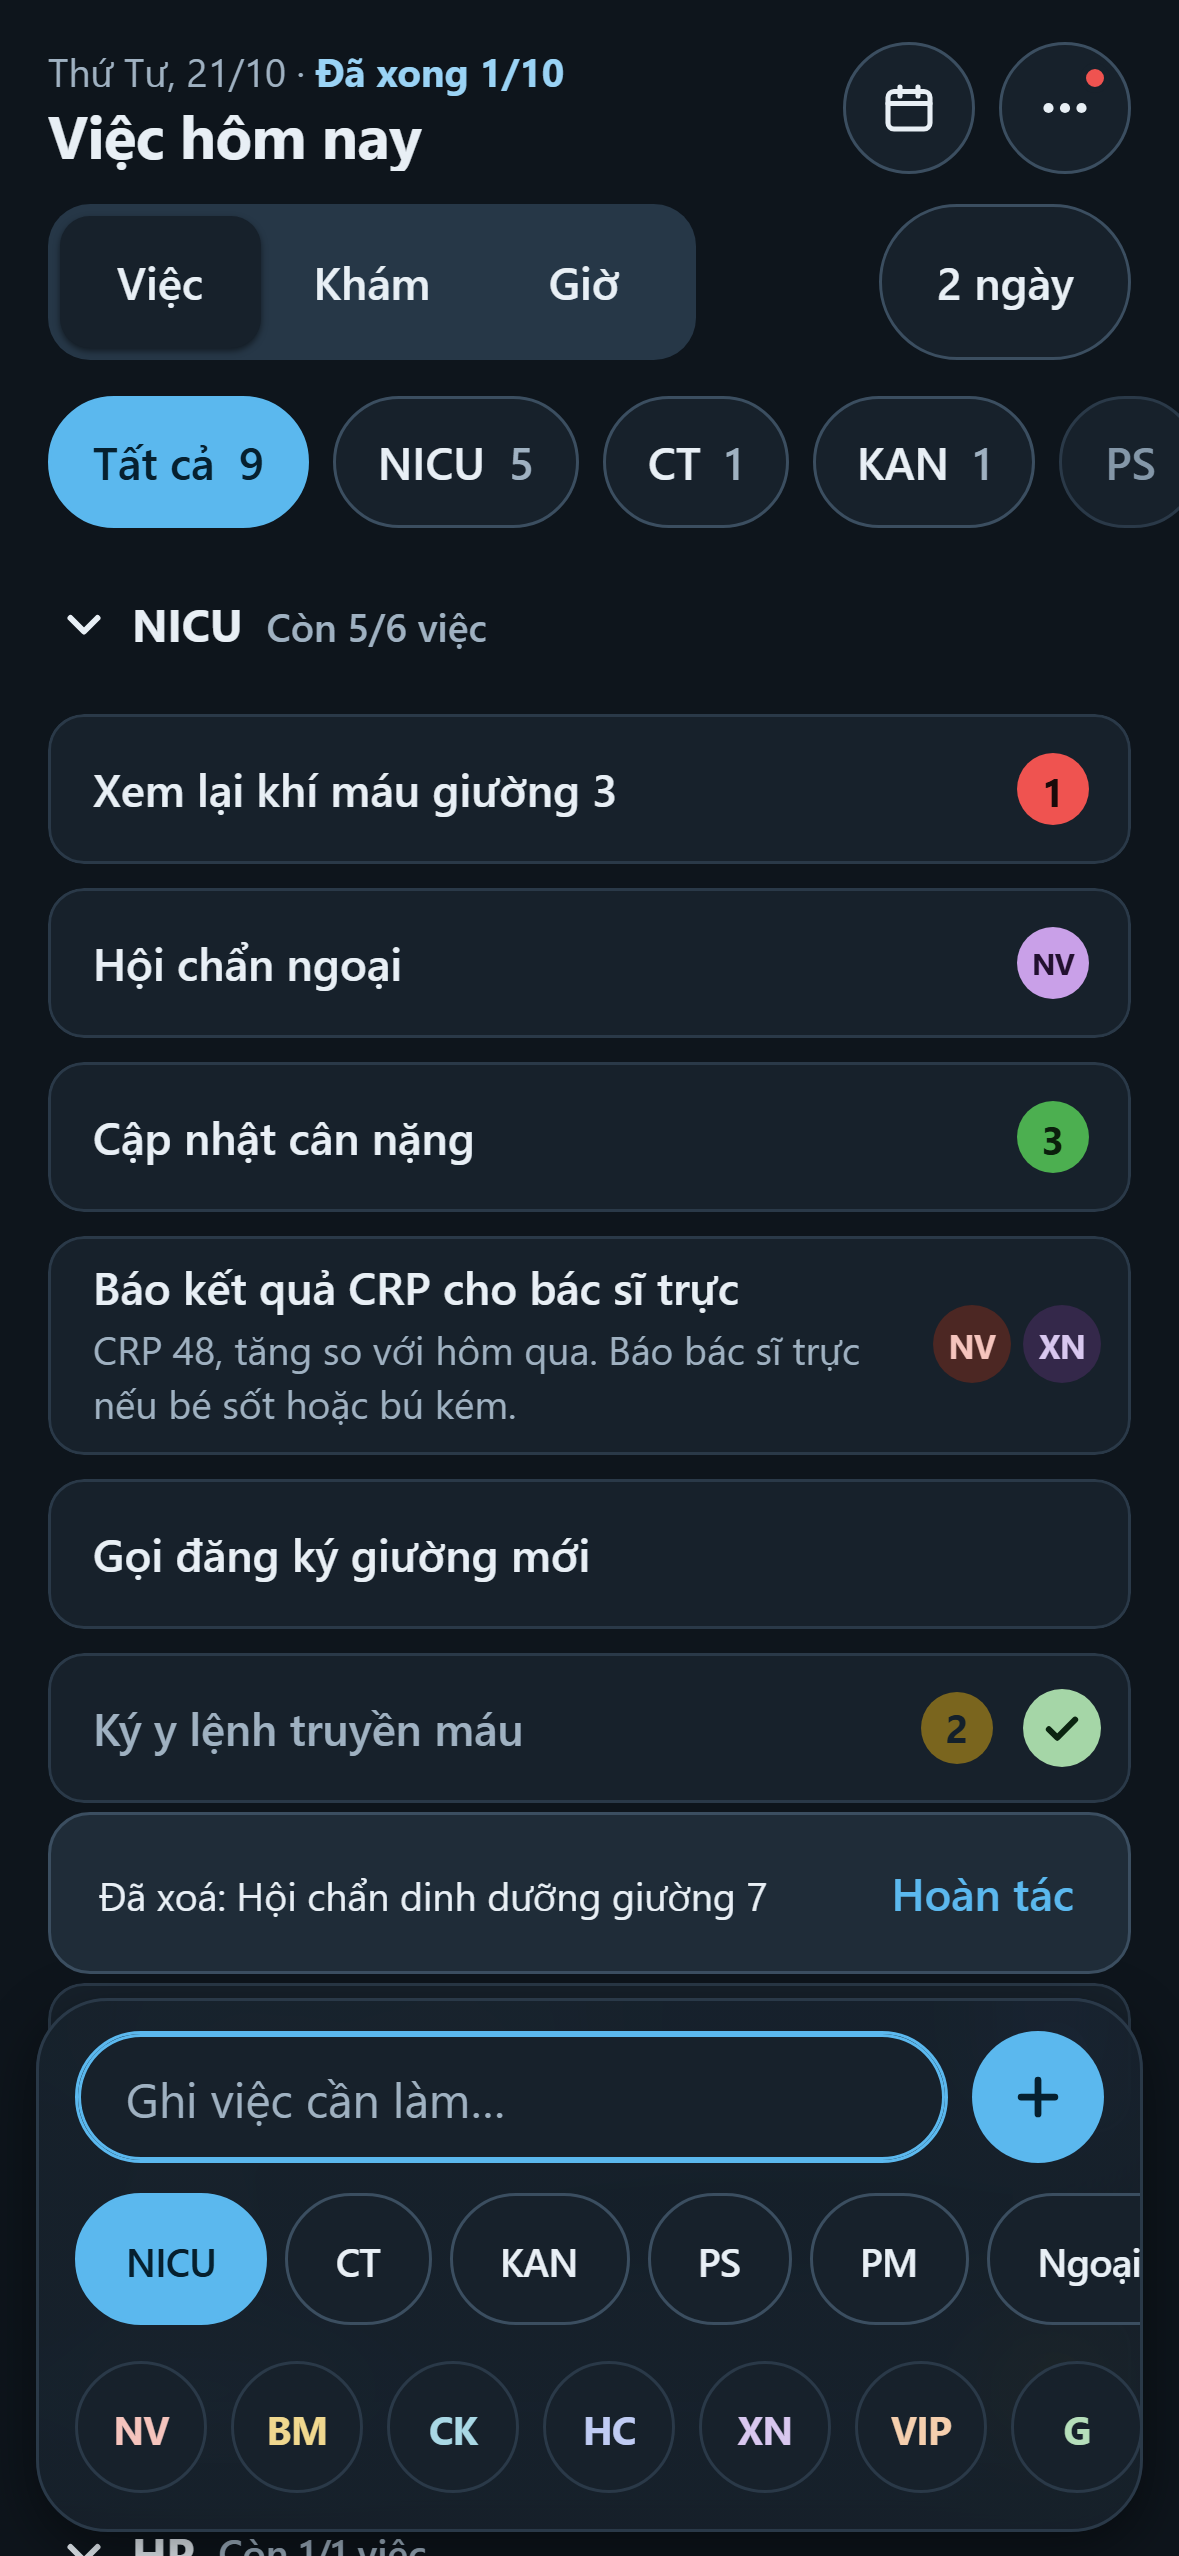 Thứ Tư, 21/10 · Đã xong 1/10
Việc hôm nay
Việc Khám Giờ 2 ngày
Tất cả 9 NICU 5 CT 1 KAN 1 PS
NICU Còn 5/6 việc
Xem lại khí máu giường 3 1
Hội chẩn ngoại NV
Cập nhật cân nặng 3
Báo kết quả CRP cho bác sĩ trực
CRP 48, tăng so với hôm qua. Báo bác sĩ trực
nếu bé sốt hoặc bú kém.
NV XN
Gọi đăng ký giường mới
Ký y lệnh truyền máu 2
Đã xoá: Hội chẩn dinh dưỡng giường 7 Hoàn tác
Ghi việc cần làm...
NICU CT KAN PS PM Ngoại
NV BM CK HC XN VIP G
HP Còn 1/1 việc